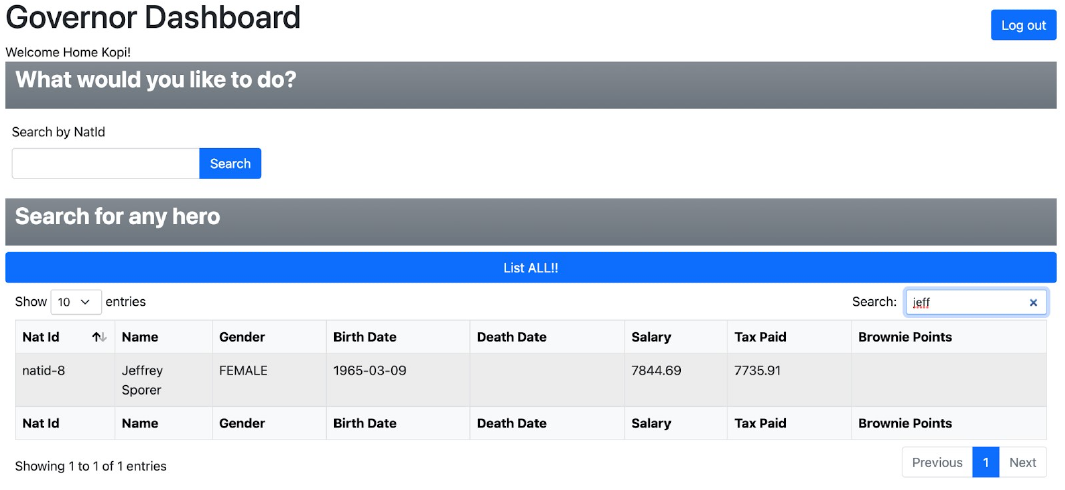 Governor Dashboard
Log out
Welcome Home Kopi!
What would you like to do?
Search by NatId
Search
Search for any hero
List ALL!!
Show 10 entries Search: jeff
Nat Id Name Gender Birth Date Death Date Salary Tax Paid Brownie Points
natid-8 Jeffrey FEMALE 1965-03-09 7844.69 7735.91
Sporer
Nat Id Name Gender Birth Date Death Date Salary Tax Paid Brownie Points
Showing 1 to 1 of 1 entries Previous 1 Next